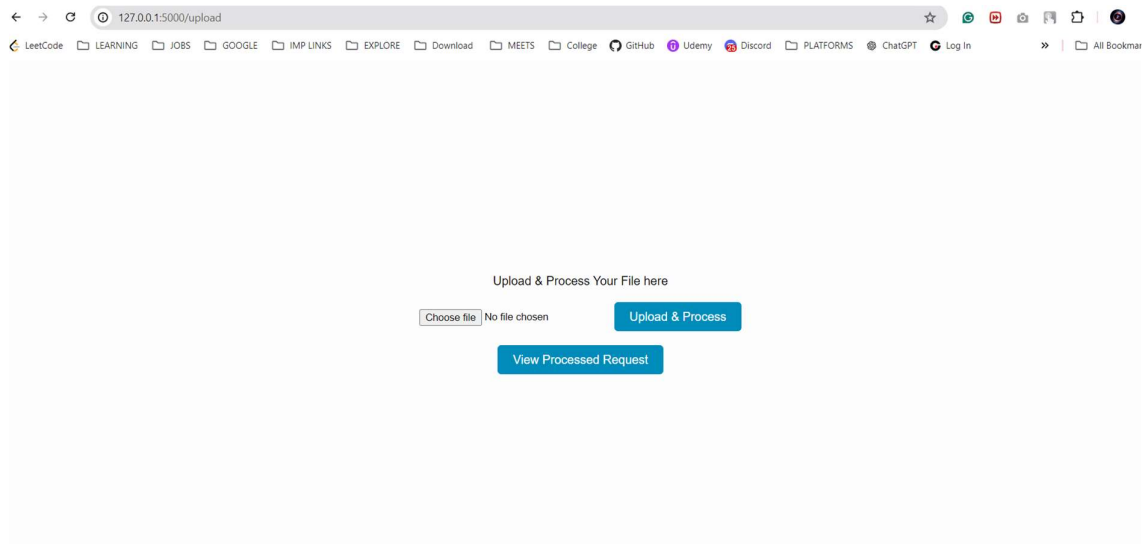 127.0.0.1:5000/upload
LeetCode LEARNING JOBS GOOGLE IMP LINKS EXPLORE Download MEETS College GitHub Udemy Discord PLATFORMS ChatGPT Log In » All Bookmar
Upload & Process Your File here
Choose file No file chosen Upload & Process
View Processed Request